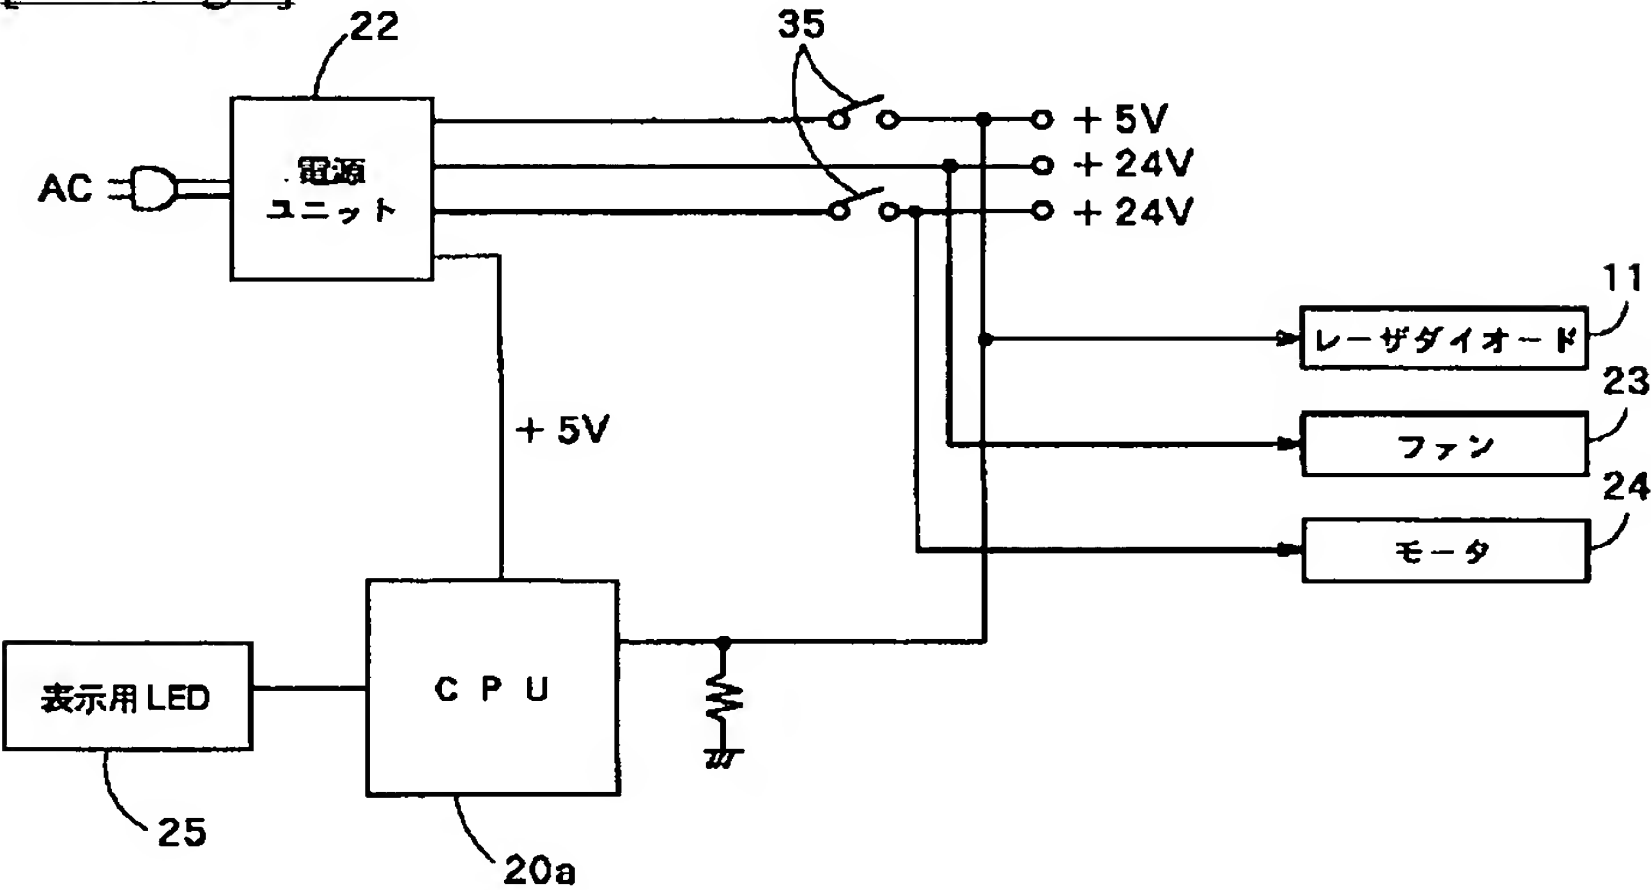 22
35
+5V
+24V
+24V
AC
電源
ユニット
11
レーザダイオード
23
ファン
24
モータ
+5V
CPU
表示用LED
25
20a